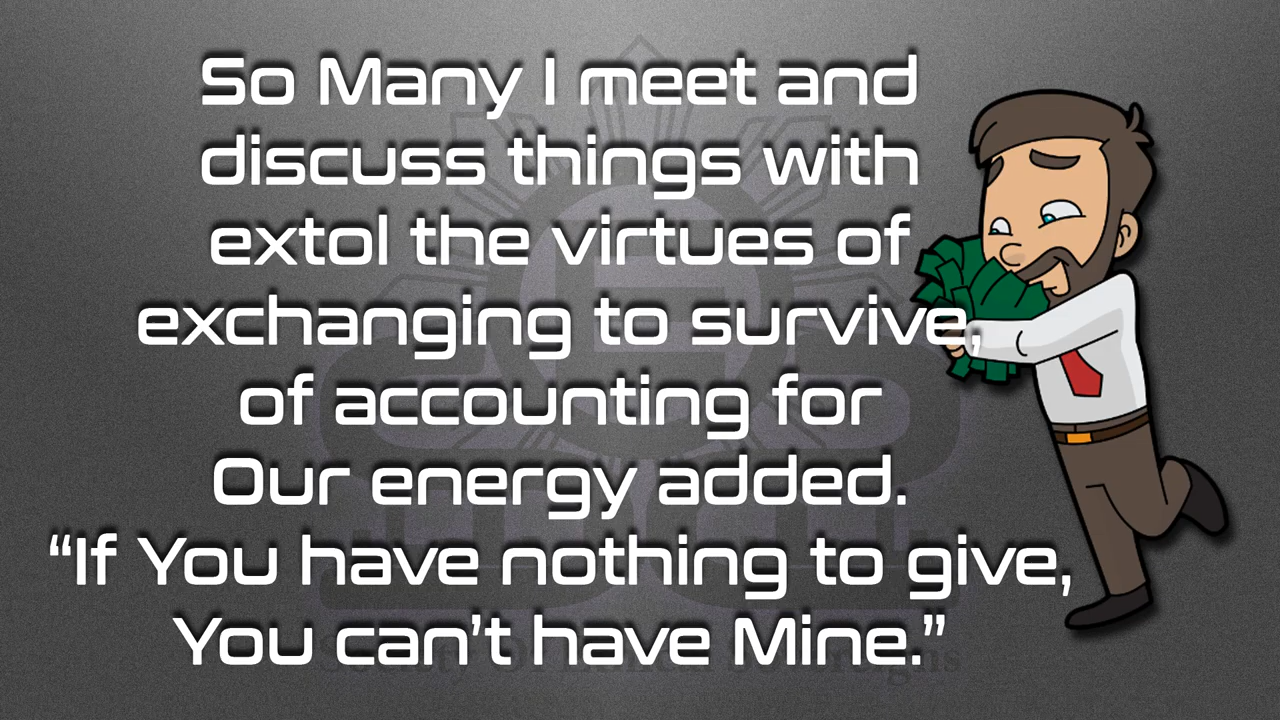 So Many I meet and
discuss things with
extol the virtues of
exchanging to survive,
of accounting for
Our energy added.
“If You have nothing to give,
You can’t have Mine.”